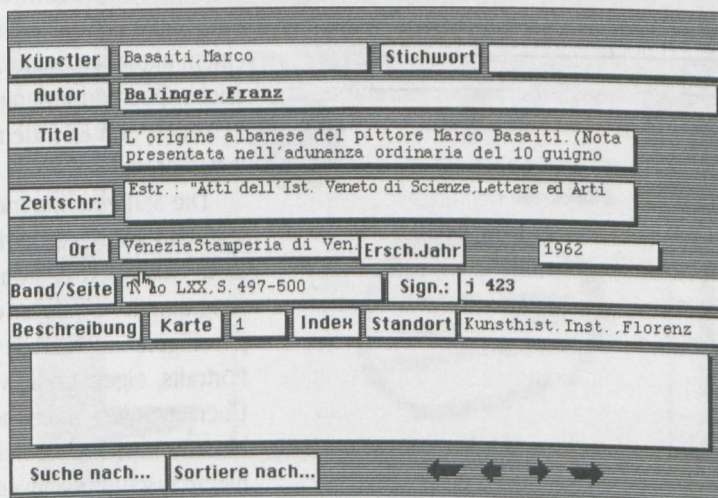 Künstler Basaiti,Marco Stichwort
Autor Balinger,Franz
Titel L'origine albanese del pittore Marco Basaiti.(Nota
presentata nell'adunanza ordinaria del 10 guigno
Zeitschr: Estr.: "Atti dell'Ist. Veneto di Scienze,Lettere ed Arti
Ort VeneziaStamperia di Ven. Ersch.Jahr 1962
Band/Seite LXX,S.497-500 Sign.: j 423
Beschreibung Karte 1 Index Standort Kunsthist.Inst.,Florenz
Suche nach... Sortiere nach...